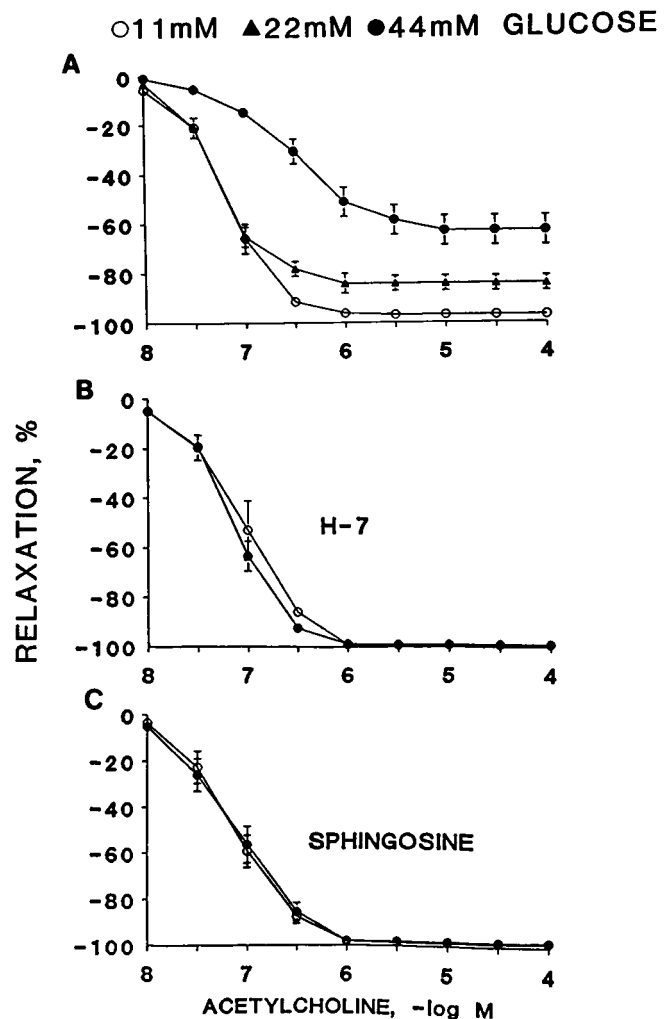 ○11mM ▲22mM ●44mM GLUCOSE
A
0
-20
-40
-60
-80
-100
8 7 6 5 4
B
0
-20
-40
-60
-80
-100
H-7
8 7 6 5 4
C
0
-20
-40
-60
-80
-100
SPHINGOSINE
8 7 6 5 4
RELAXATION, %
ACETYLCHOLINE, -log M